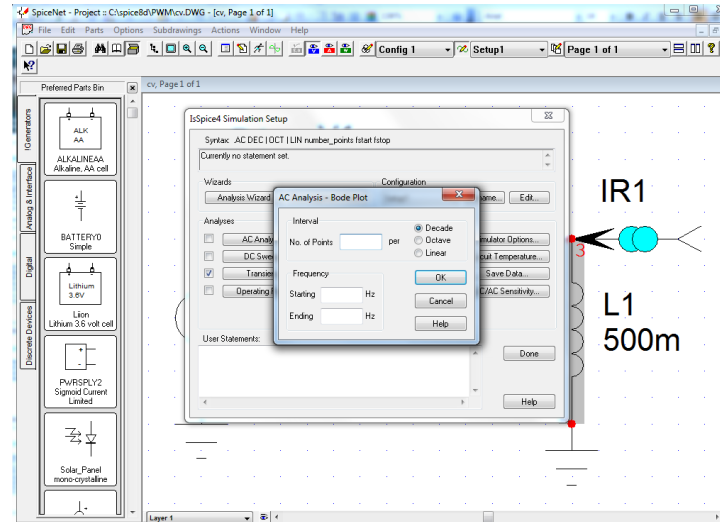 SpiceNet - Project :: C:\spice8d\PWM\cv.DWG - [cv, Page 1 of 1]
File Edit Parts Options Subdrawings Actions Window Help
Config 1
Setup1
Page 1 of 1
Preferred Parts Bin
cv, Page 1 of 1
!Generators
Analog & Interface
Digital
Discrete Devices
ALK
AA
ALKALINEAA
Alkaline, AA cell
BATTERY0
Simple
Lithium
3.6V
Liion
Lithium 3.6 volt cell
PWRSPLY2
Sigmoid Current
Limited
Solar_Panel
mono-crystalline
IsSpice4 Simulation Setup
Syntax: .AC DEC | OCT | LIN number_points fstart fstop
Currently no statement set.
Wizards
Configuration
Analysis Wizard
Edit...
Analyses
AC Analy
DC Swe
Transie
Operating
mulator Options...
cuit Temperature...
Save Data...
C/AC Sensitivity...
User Statements:
Done
Help
AC Analysis - Bode Plot
Interval
No. of Points
per
Decade
Octave
Linear
Frequency
Starting
Hz
Ending
Hz
OK
Cancel
Help
IR1
3
L1
500m
Layer 1